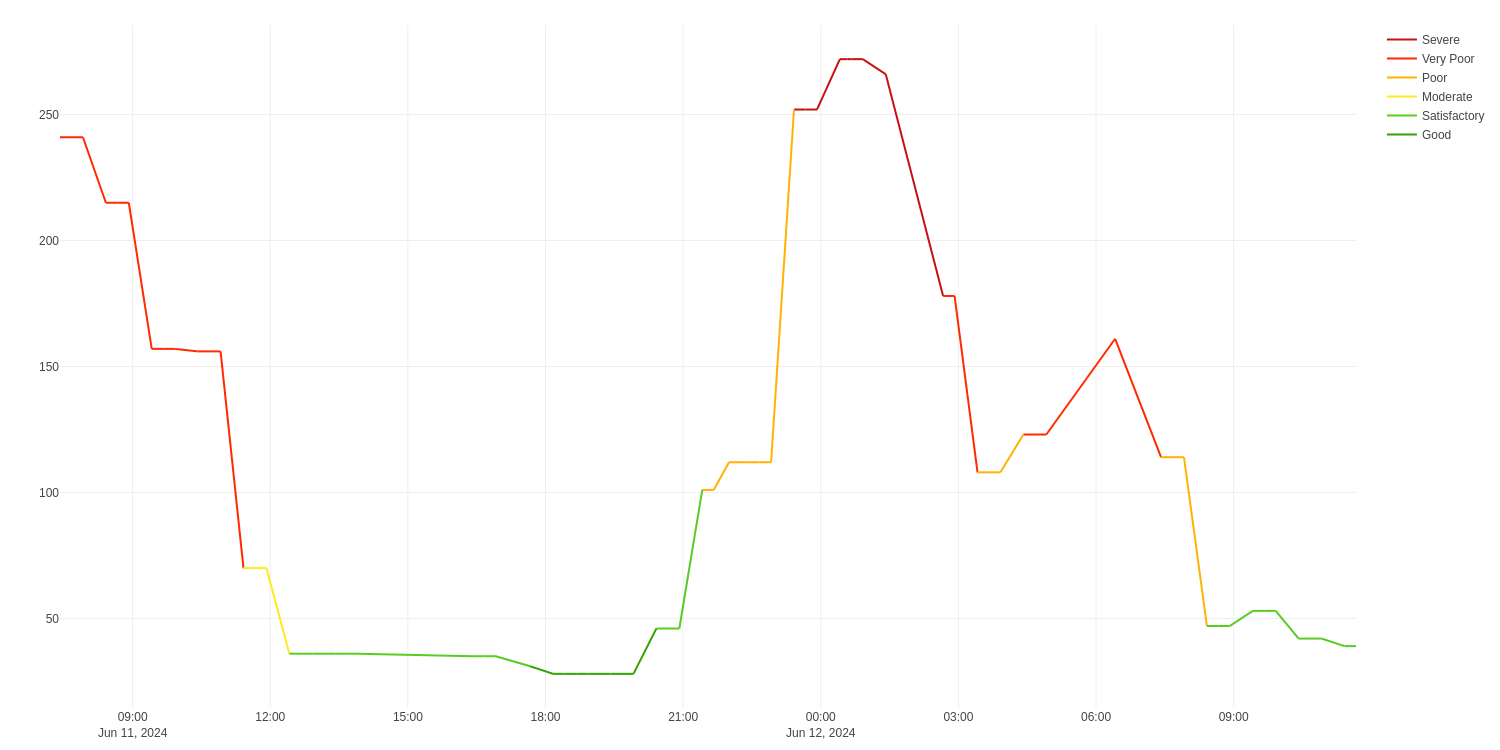 250
200
150
100
50
09:00
12:00
15:00
18:00
21:00
00:00
03:00
06:00
09:00
Jun 11, 2024
Jun 12, 2024
Severe
Very Poor
Poor
Moderate
Satisfactory
Good